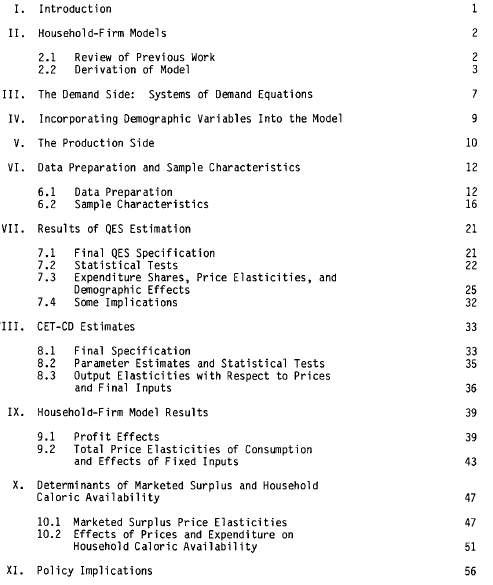 I. Introduction 1
II. Household-Firm Models 2
2.1 Review of Previous Work 2
2.2 Derivation of Model 3
III. The Demand Side: Systems of Demand Equations 7
IV. Incorporating Demographic Variables Into the Model 9
V. The Production Side 10
VI. Data Preparation and Sample Characteristics 12
6.1 Data Preparation 12
6.2 Sample Characteristics 16
VII. Results of QES Estimation 21
7.1 Final QES Specification 21
7.2 Statistical Tests 22
7.3 Expenditure Shares, Price Elasticities, and
Demographic Effects 25
7.4 Some Implications 32
III. CET-CD Estimates 33
8.1 Final Specification 33
8.2 Parameter Estimates and Statistical Tests 35
8.3 Output Elasticities with Respect to Prices
and Final Inputs 36
IX. Household-Firm Model Results 39
9.1 Profit Effects 39
9.2 Total Price Elasticities of Consumption
and Effects of Fixed Inputs 43
X. Determinants of Marketed Surplus and Household
Caloric Availability 47
10.1 Marketed Surplus Price Elasticities 47
10.2 Effects of Prices and Expenditure on
Household Caloric Availability 51
XI. Policy Implications 56